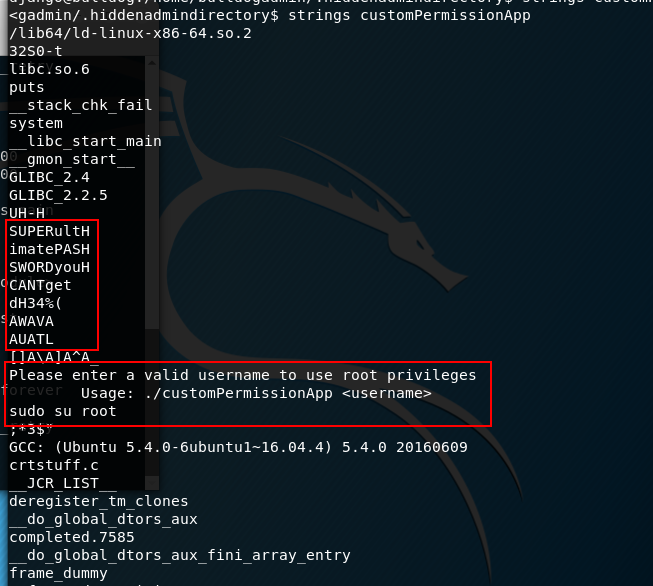 <gadmin/.hiddenadmindirectory$ strings customPermissionApp
/lib64/ld-linux-x86-64.so.2
32S0-t
libc.so.6
puts
__stack_chk_fail
system
__libc_start_main
__gmon_start__
GLIBC_2.4
GLIBC_2.2.5
UH-H
SUPERultH
imatePASH
SWORDyouH
CANTget
dH34%(
AWAVA
AUATL
[]A\A]A^A_
Please enter a valid username to use root privileges
Usage: ./customPermissionApp <username>
sudo su root
;*3$"
GCC: (Ubuntu 5.4.0-6ubuntu1~16.04.4) 5.4.0 20160609
crtstuff.c
__JCR_LIST__
deregister_tm_clones
__do_global_dtors_aux
completed.7585
__do_global_dtors_aux_fini_array_entry
frame_dummy